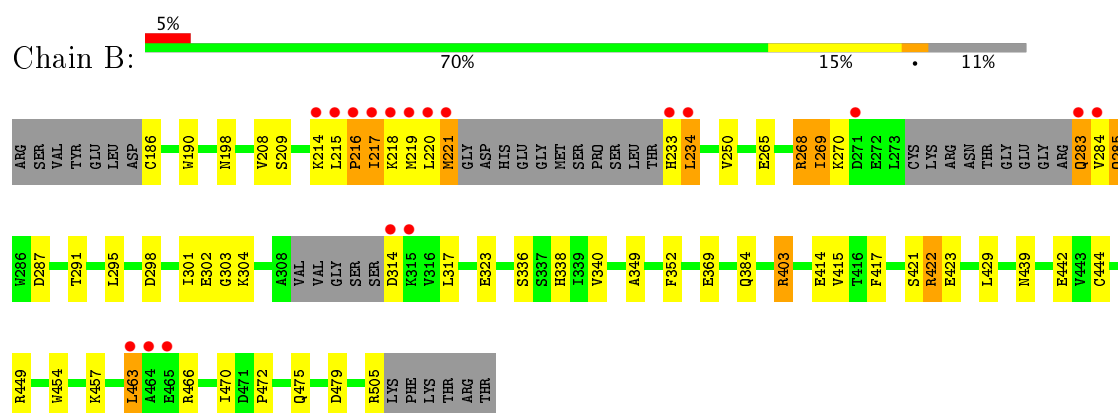 5%
Chain B:
70% 15% • 11%
ARG SER VAL TYR GLU LEU ASP C186 W190 N198 V208 S209 K214 L215 P216 I217 K218 M219 L220 M221 GLY ASP HIS GLU GLY MET SER PRO SER LEU THR H233 L234 V250 E265 R268 I269 K270 D271 E272 L273 CYS LYS ARG ASN THR GLY GLU GLY ARG Q283 V284
W286 D287 T291 L295 D298 I301 E302 G303 K304 A308 VAL VAL GLY SER SER D314 K315 V316 L317 E323 S336 S337 H338 I339 V340 A349 F352 E369 Q384 R403 E414 V415 T416 F417 S421 R422 E423 L429 N439 E442 V443 C444
R449 W454 K457 L463 A464 E465 R466 I470 D471 P472 Q475 D479 R505 LYS PHE LYS THR ARG THR